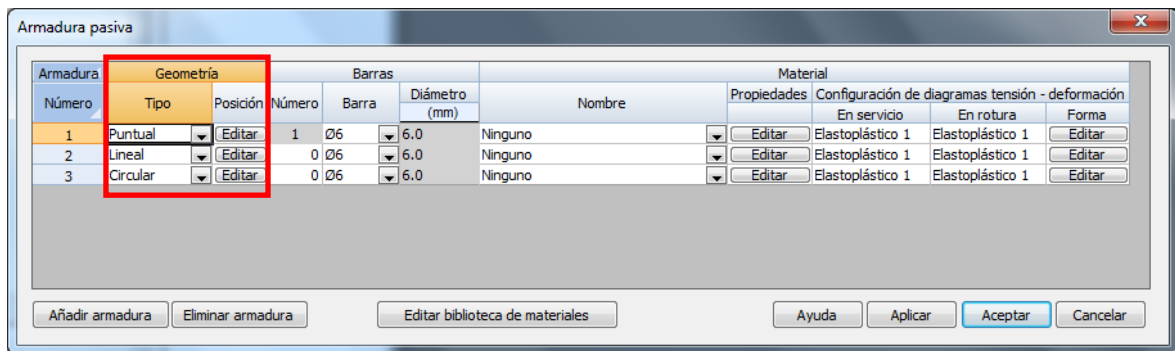 Armadura pasiva
Armadura Geometría Barras Material
Número Tipo Posición Número Barra Diámetro Nombre Propiedades Configuración de diagramas tensión - deformación
(mm) En servicio En rotura Forma
1 Puntual Editar 1 Ø6 6.0 Ninguno Editar Elastoplástico 1 Elastoplástico 1 Editar
2 Lineal Editar 0 Ø6 6.0 Ninguno Editar Elastoplástico 1 Elastoplástico 1 Editar
3 Circular Editar 0 Ø6 6.0 Ninguno Editar Elastoplástico 1 Elastoplástico 1 Editar
Añadir armadura Eliminar armadura Editar biblioteca de materiales Ayuda Aplicar Aceptar Cancelar